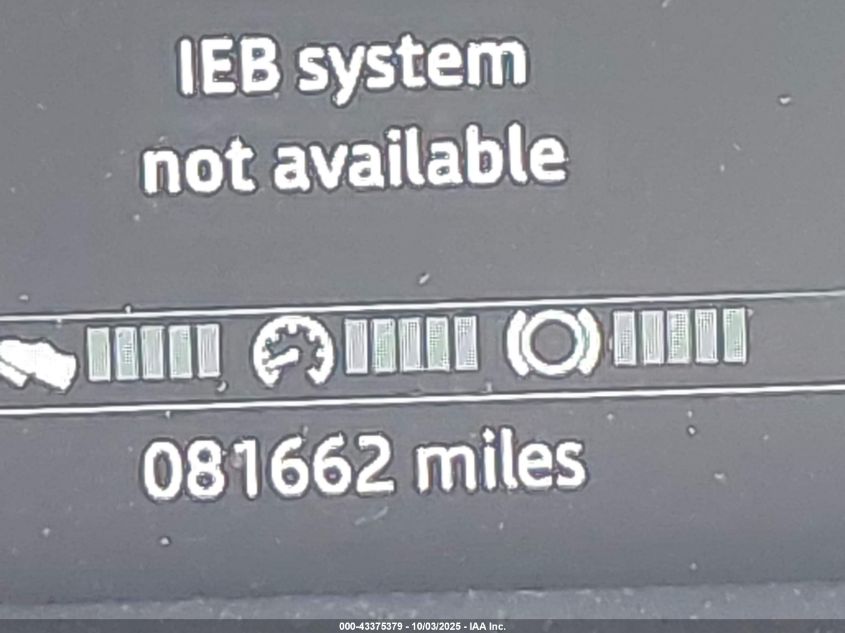 IEB system
not available
081662 miles
000-43375379 - 10/03/2025 - IAA Inc.